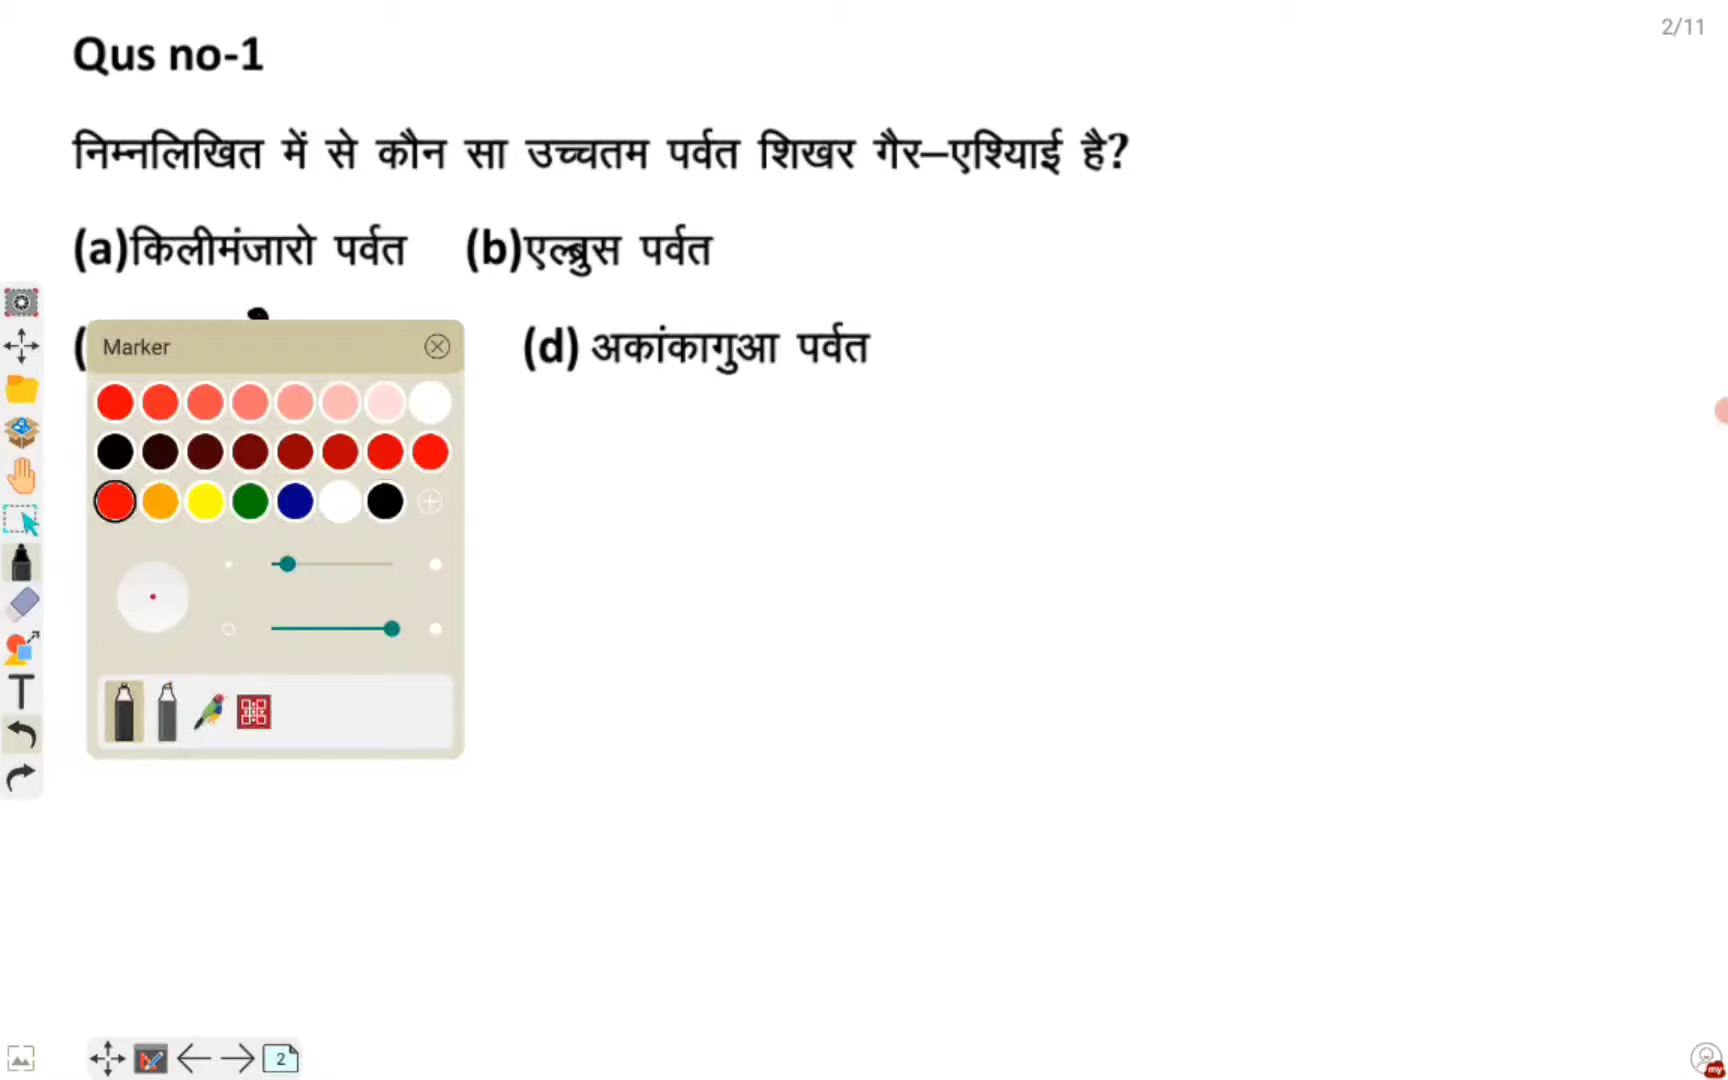 2/11
Qus no-1
निम्नलिखित में से कौन सा उच्चतम पर्वत शिखर गैर–एश्यिाई है?
(a)किलीमंजारो पर्वत (b)एल्ब्रुस पर्वत
( (d) अकांकागुआ पर्वत
Marker
T
2
my